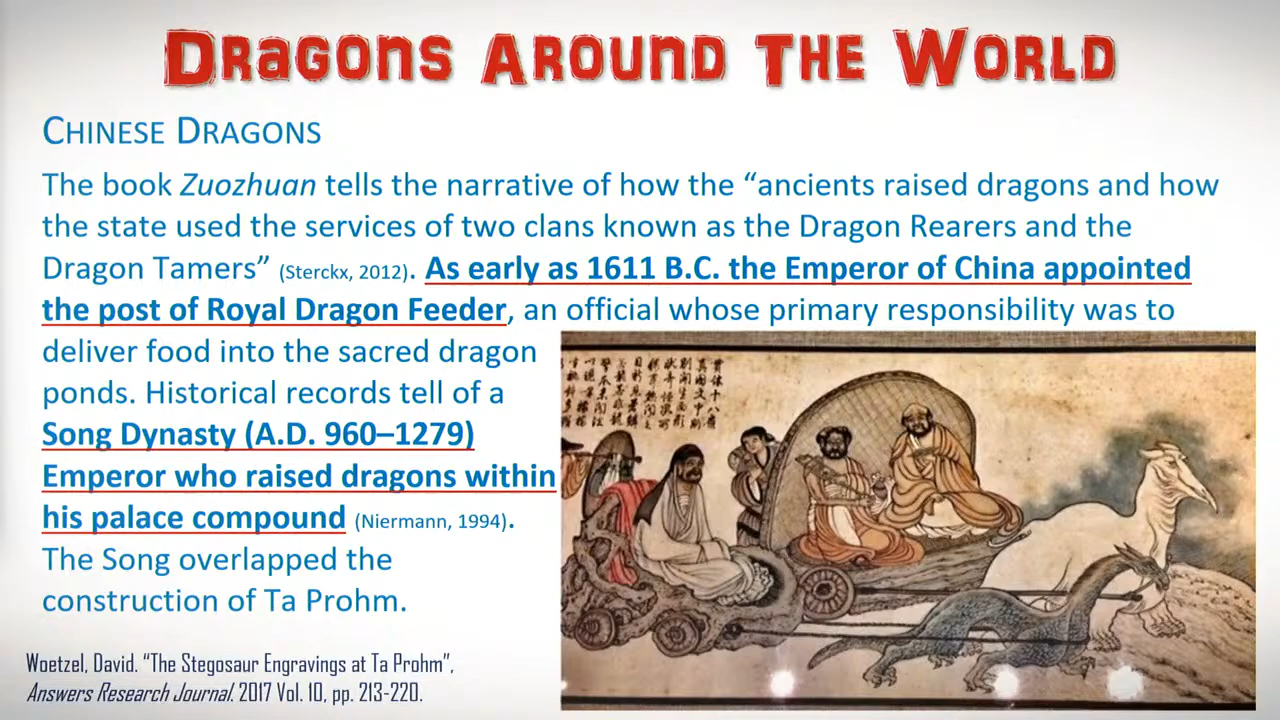 DRAGONS AROUND THE WORLD
CHINESE DRAGONS
The book Zuozhuan tells the narrative of how the “ancients raised dragons and how
the state used the services of two clans known as the Dragon Rearers and the
Dragon Tamers” (Sterckx, 2012). As early as 1611 B.C. the Emperor of China appointed
the post of Royal Dragon Feeder, an official whose primary responsibility was to
deliver food into the sacred dragon
ponds. Historical records tell of a
Song Dynasty (A.D. 960–1279)
Emperor who raised dragons within
his palace compound (Niermann, 1994).
The Song overlapped the
construction of Ta Prohm.
Woetzel, David. “The Stegosaur Engravings at Ta Prohm”,
Answers Research Journal. 2017 Vol. 10, pp. 213-220.